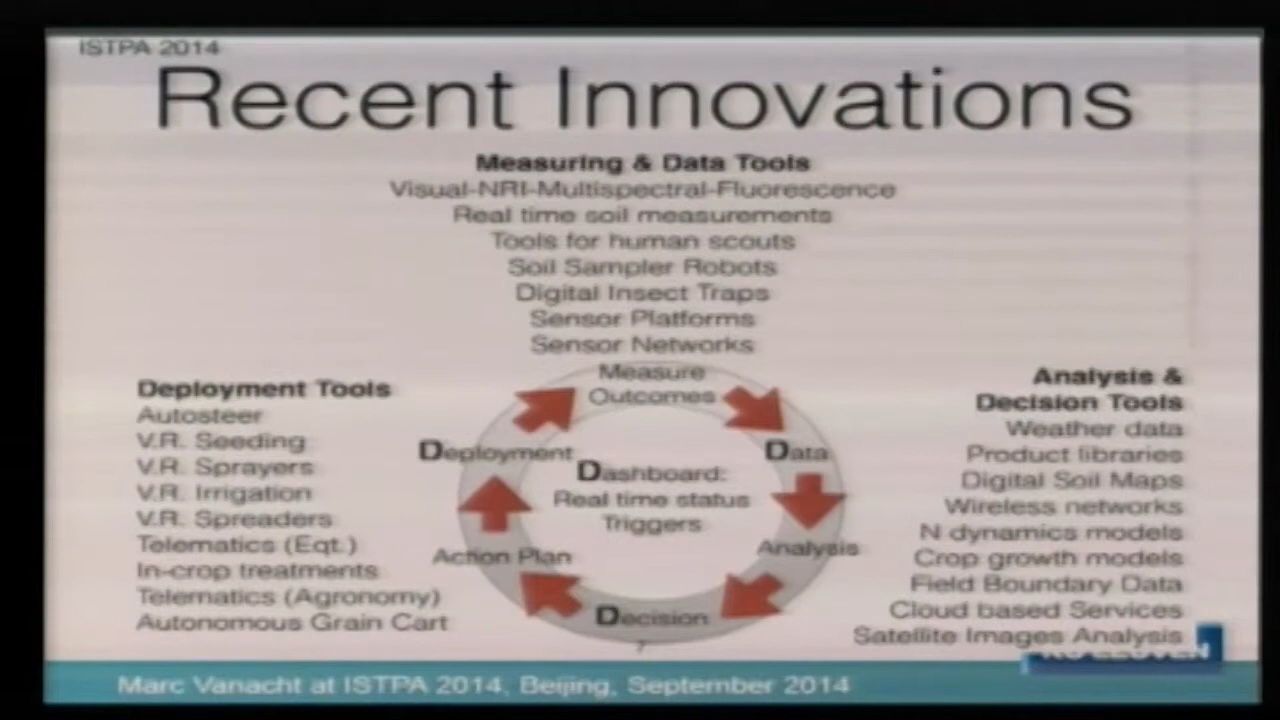 ISTPA 2014
Recent Innovations
Measuring & Data Tools
Visual-NRI-Multispectral-Fluorescence
Real time soil measurements
Tools for human scouts
Soil Sampler Robots
Digital Insect Traps
Sensor Platforms
Sensor Networks
Measure
Outcomes
Data
Analysis
Decision
Action Plan
Deployment
Dashboard:
Real time status
Triggers
Deployment Tools
Autosteer
V.R. Seeding
V.R. Sprayers
V.R. Irrigation
V.R. Spreaders
Telematics (Eqt.)
In-crop treatments
Telematics (Agronomy)
Autonomous Grain Cart
Analysis &
Decision Tools
Weather data
Product libraries
Digital Soil Maps
Wireless networks
N dynamics models
Crop growth models
Field Boundary Data
Cloud based Services
Satellite Images Analysis
7
Marc Vanacht at ISTPA 2014, Beijing, September 2014